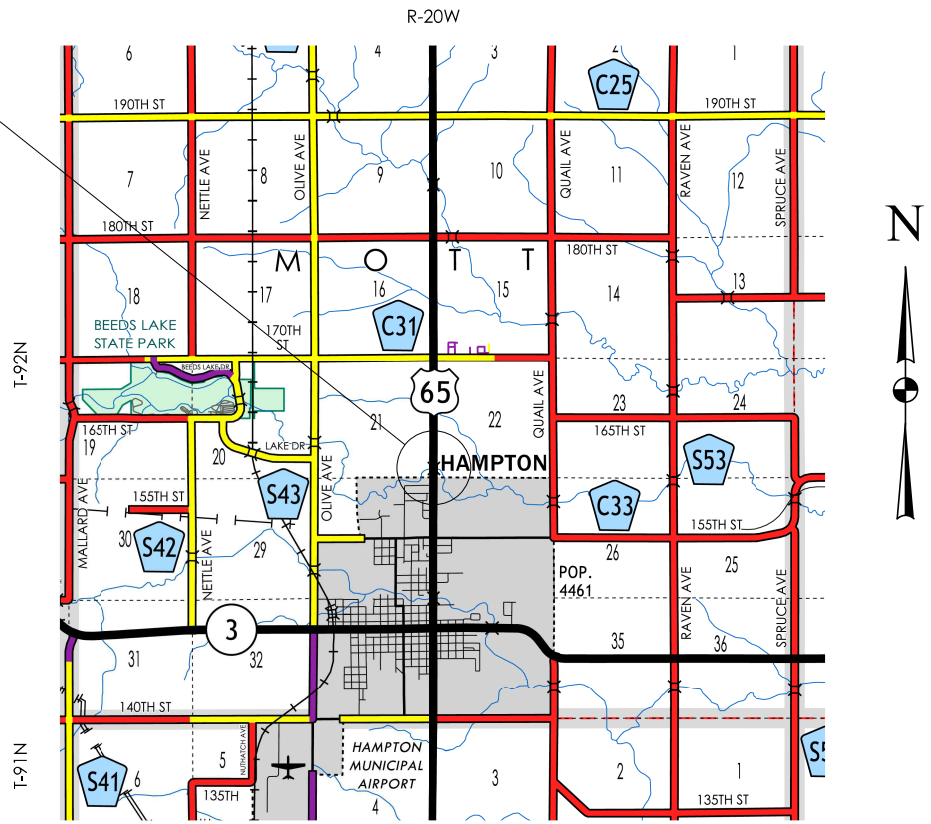 R-20W
6
4
3
2
1
C25
190TH ST
190TH ST
7
NETTLE AVE
8
OLIVE AVE
9
10
QUAIL AVE
11
RAVEN AVE
12
SPRUCE AVE
N
180TH ST
180TH ST
M O T T
18
17
16
15
14
13
BEEDS LAKE
STATE PARK
170TH
ST
C31
T-92N
BEEDS LAKE DR
65
19
165TH ST
20
LAKE DR
21
22
QUAIL AVE
23
165TH ST
24
HAMPTON
S53
S43
OLIVE AVE
C33
MALLARD AVE
155TH ST
155TH ST
30
S42
NETTLE AVE
29
26
25
POP.
4461
RAVEN AVE
SPRUCE AVE
3
31
32
35
36
140TH ST
T-91N
S41
6
5
NUTHATCH AVE
135TH
HAMPTON
MUNICIPAL
AIRPORT
4
3
2
1
135TH ST